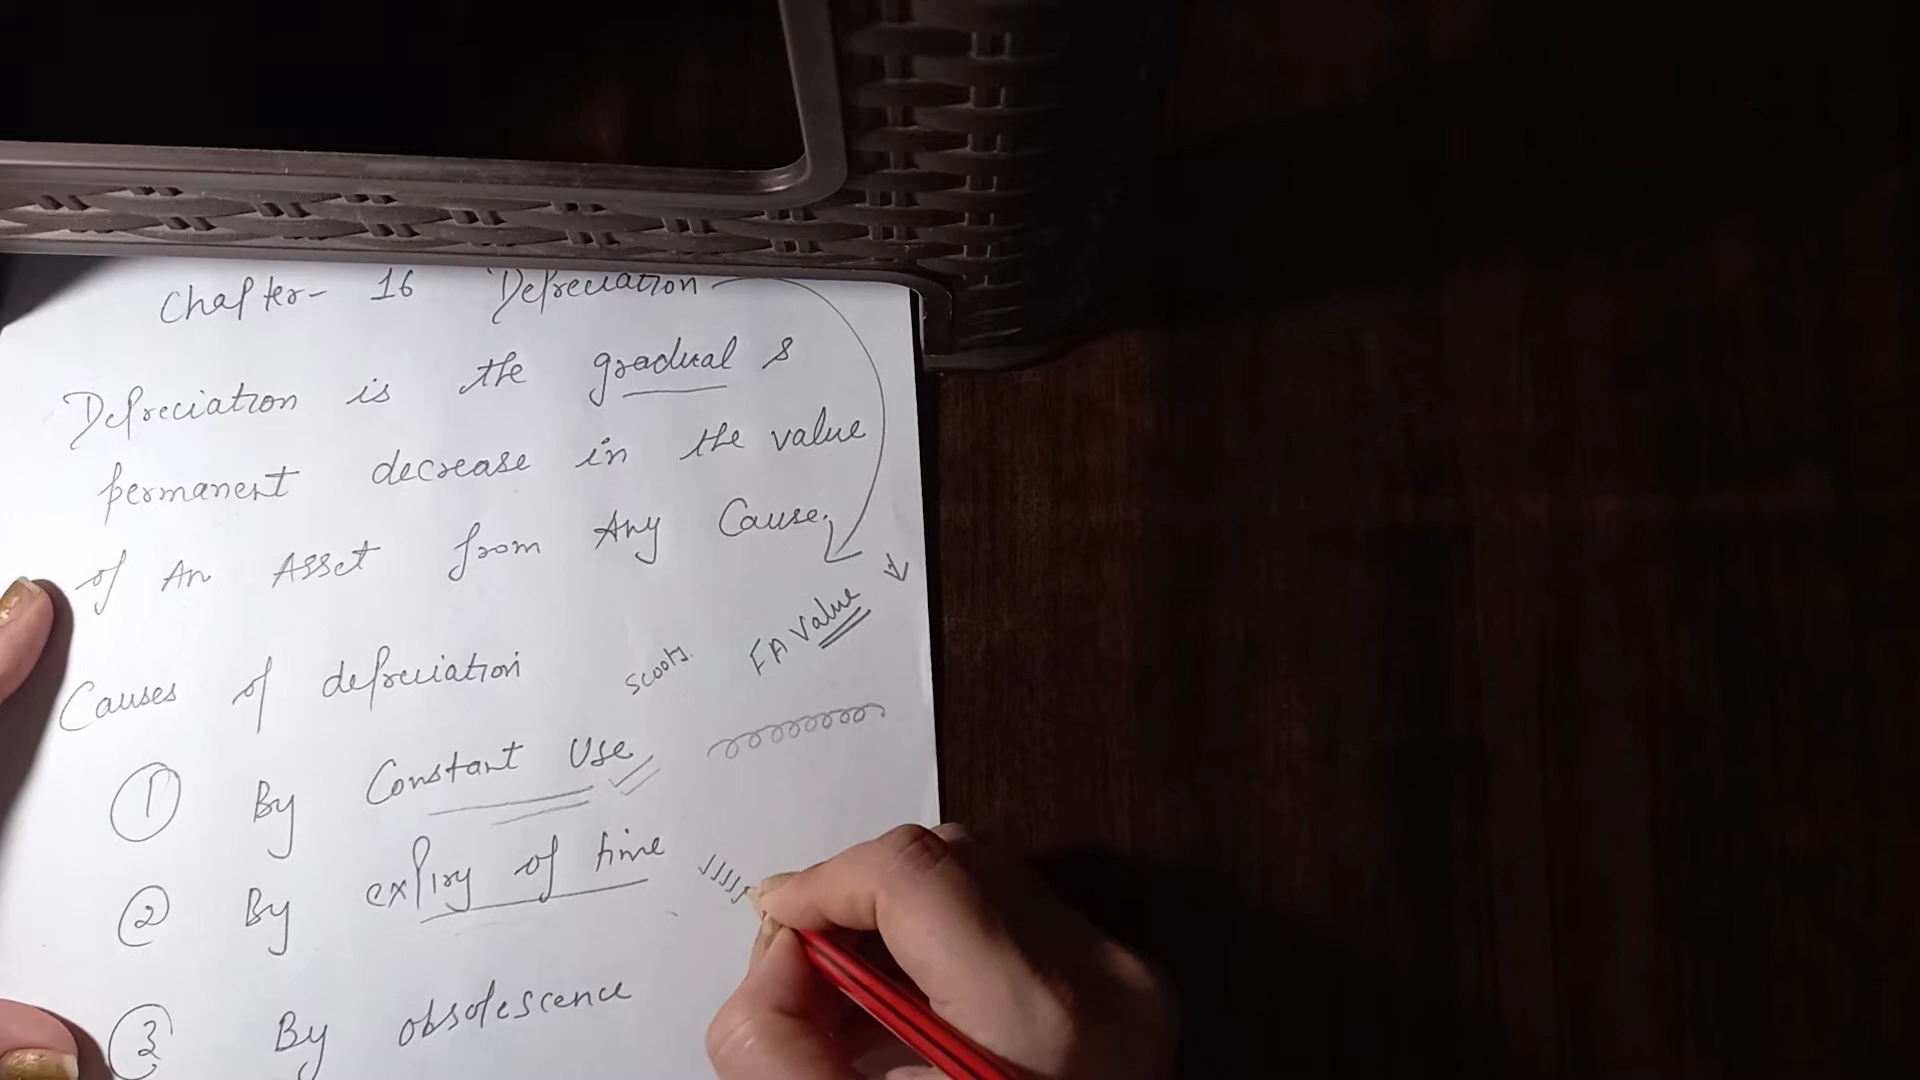 Chapter- 16 Depreciation
Depreciation is the gradual &
permanent decrease in the value
of An Asset from Any Cause.
FA Value
Causes of depreciation
① By Constant Use
② By expiry of time
③ By obsolescence